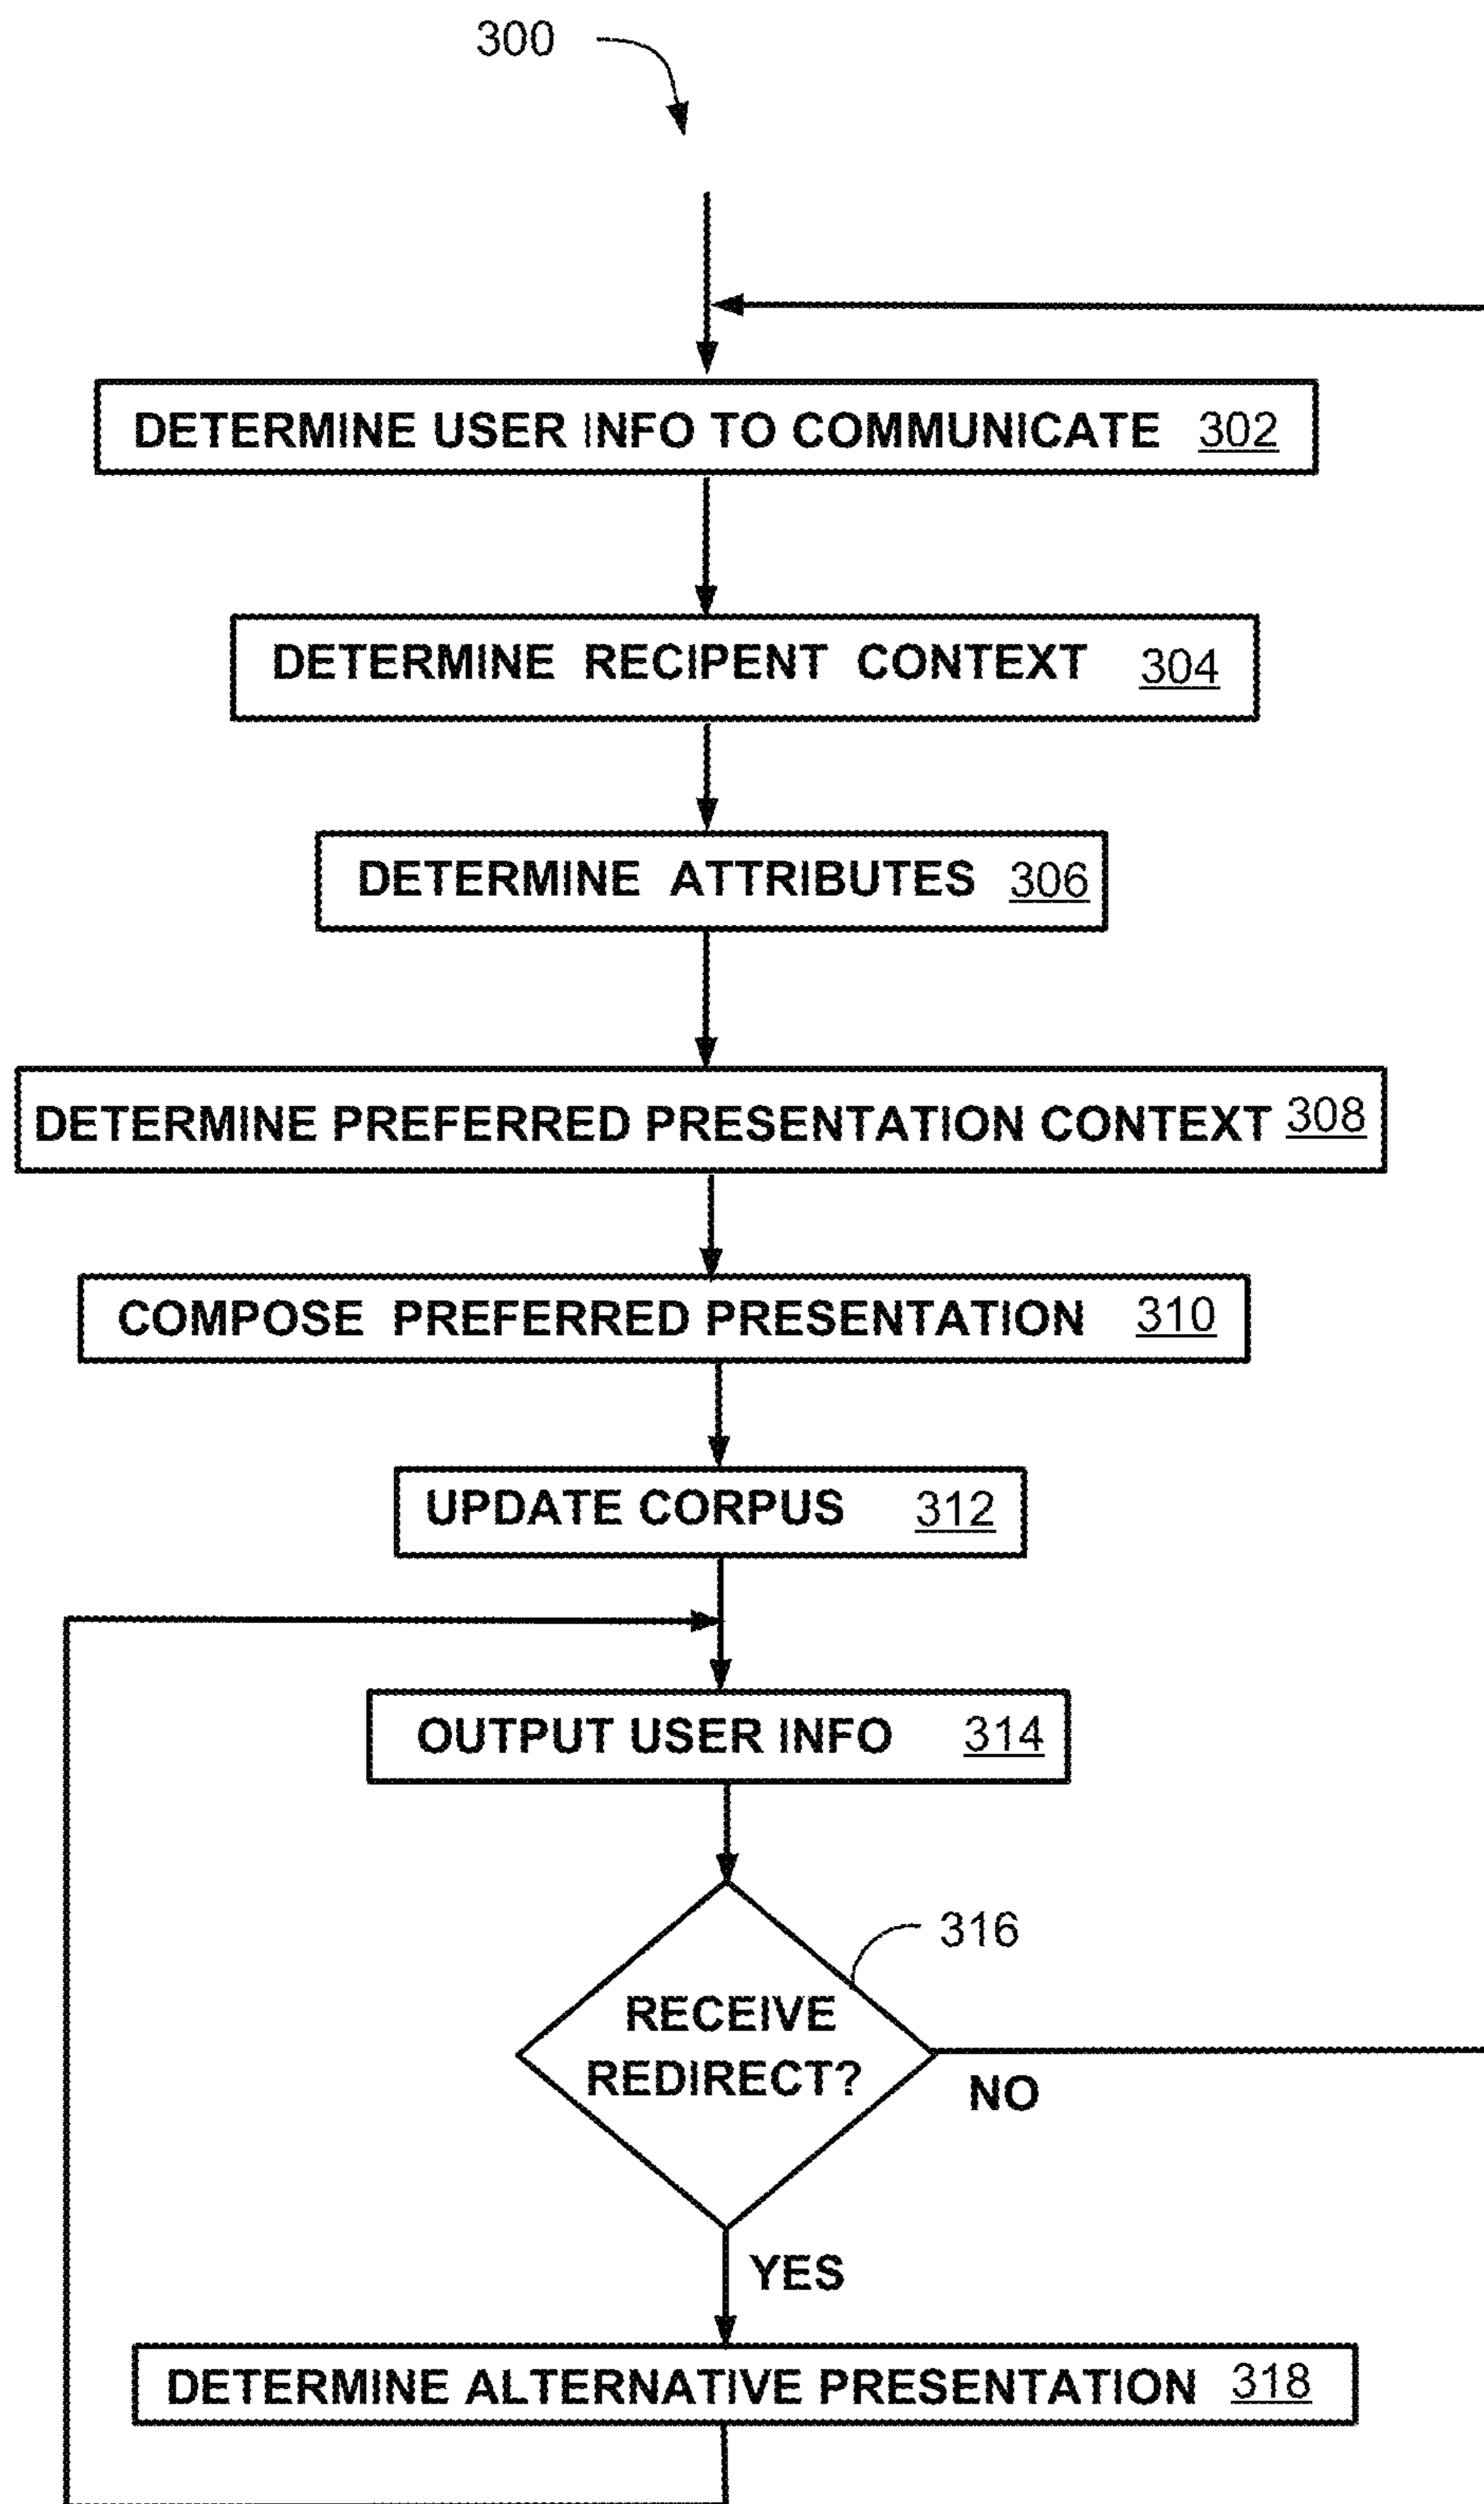 300
DETERMINE USER INFO TO COMMUNICATE 302
DETERMINE RECIPENT CONTEXT 304
DETERMINE ATTRIBUTES 306
DETERMINE PREFERRED PRESENTATION CONTEXT 308
COMPOSE PREFERRED PRESENTATION 310
UPDATE CORPUS 312
OUTPUT USER INFO 314
316
RECEIVE
REDIRECT?
NO
YES
DETERMINE ALTERNATIVE PRESENTATION 318